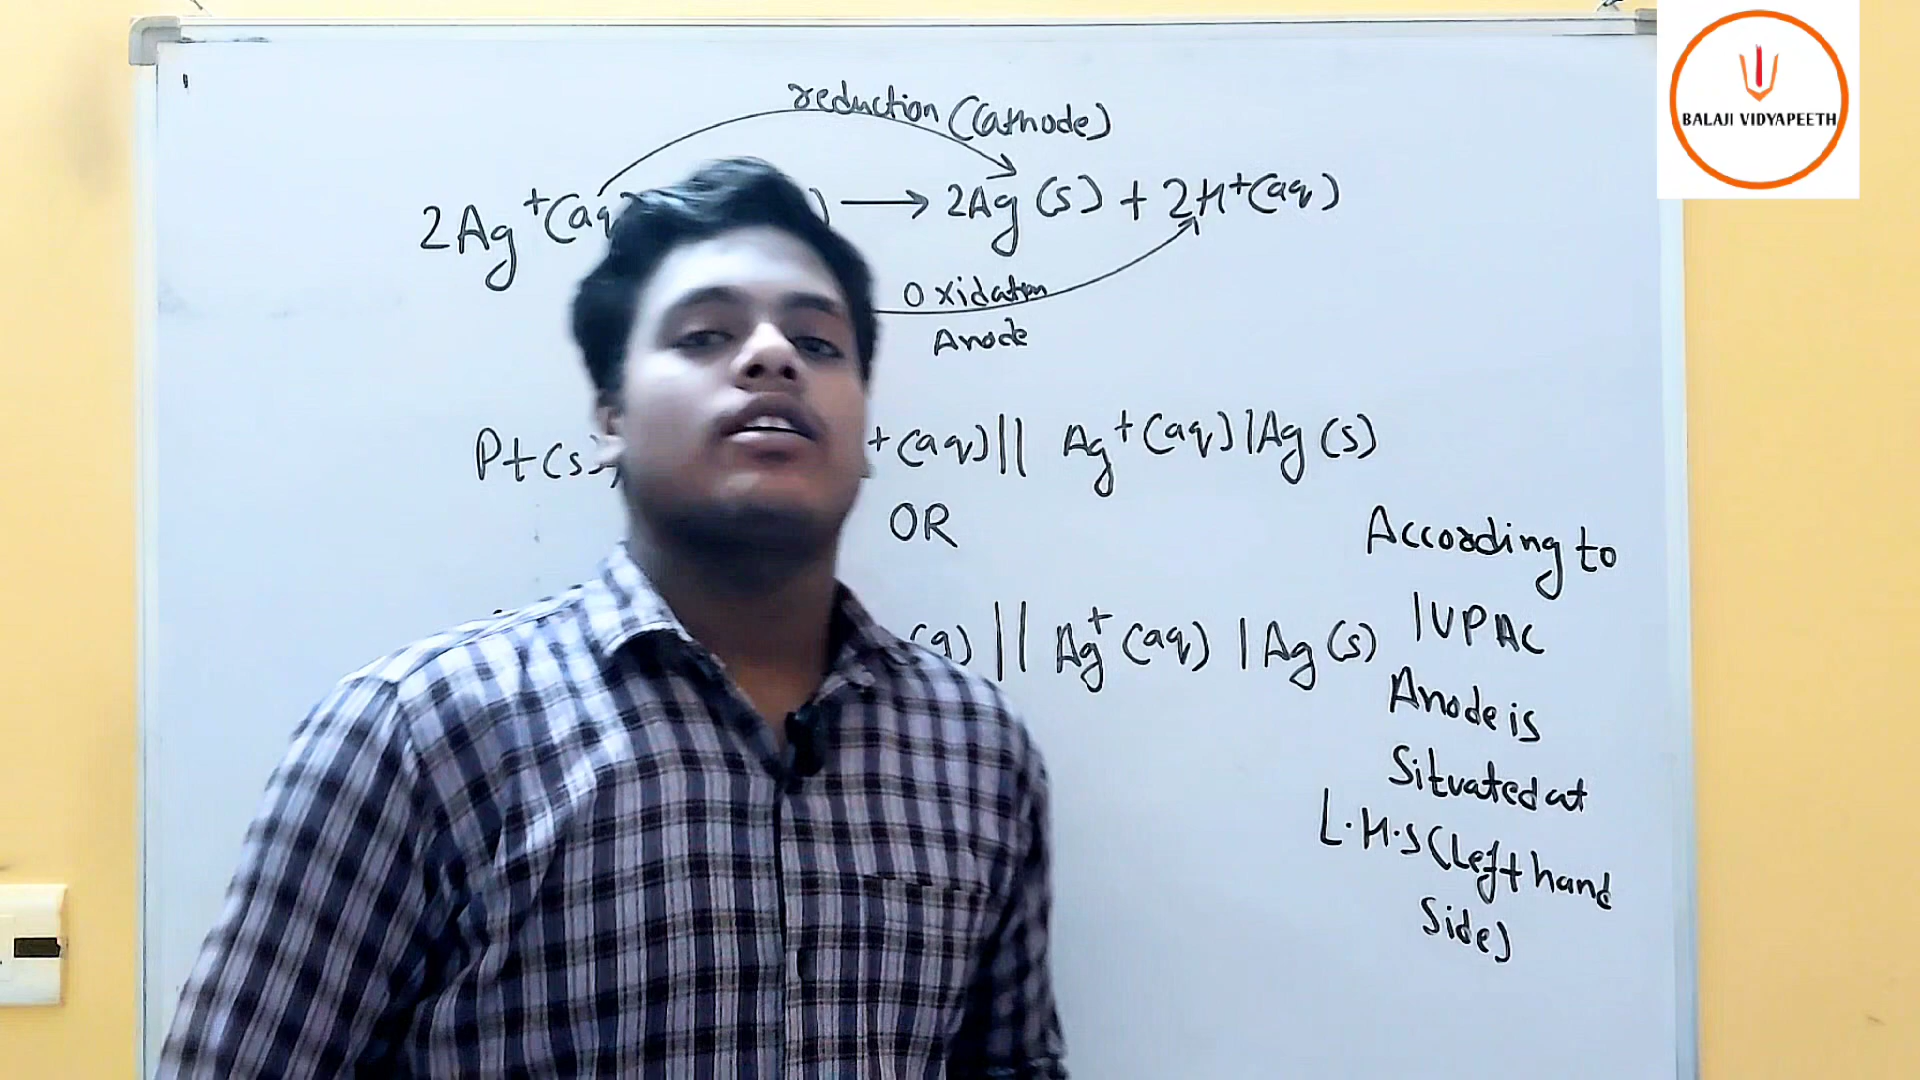 BALAJI VIDYAPEETH
reduction (Cathode)
2Ag+(aq ) → 2Ag (s) + 2H+(aq)
Oxidation
Anode
Pt(s), +(aq) || Ag+(aq) | Ag (s)
OR
(g) || Ag+(aq) | Ag (s)
According to
IUPAC
Anode is
Situated at
L.H.S (Left hand
Side)